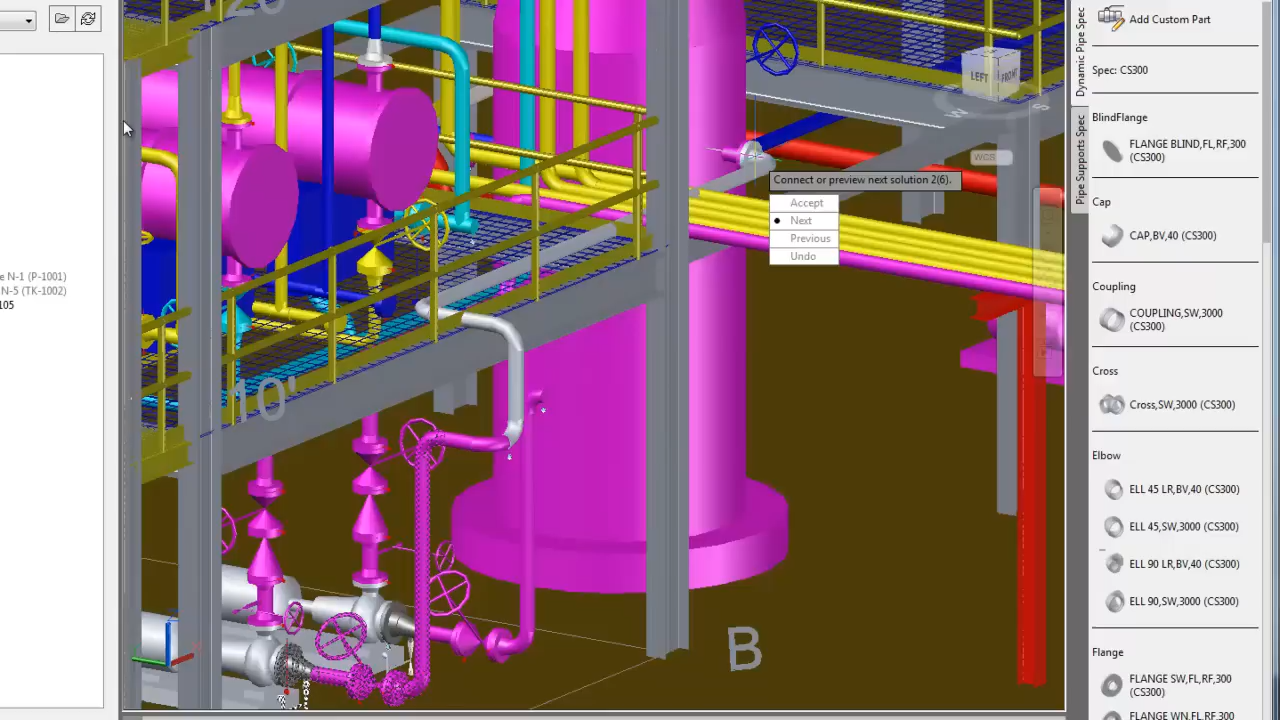 120'
e N-1 (P-1001)
N-5 (TK-1002)
105
10'
B
LEFT
FRONT
W
S
WCS
Connect or preview next solution 2(6).
Accept
Next
Previous
Undo
Dynamic Pipe Spec
Pipe Supports Spec
Add Custom Part
Spec: CS300
BlindFlange
FLANGE BLIND,FL,RF,300
(CS300)
Cap
CAP,BV,40 (CS300)
Coupling
COUPLING,SW,3000
(CS300)
Cross
Cross,SW,3000 (CS300)
Elbow
ELL 45 LR,BV,40 (CS300)
ELL 45,SW,3000 (CS300)
ELL 90 LR,BV,40 (CS300)
ELL 90,SW,3000 (CS300)
Flange
FLANGE SW,FL,RF,300
(CS300)
FLANGE WN,FL,RF,300